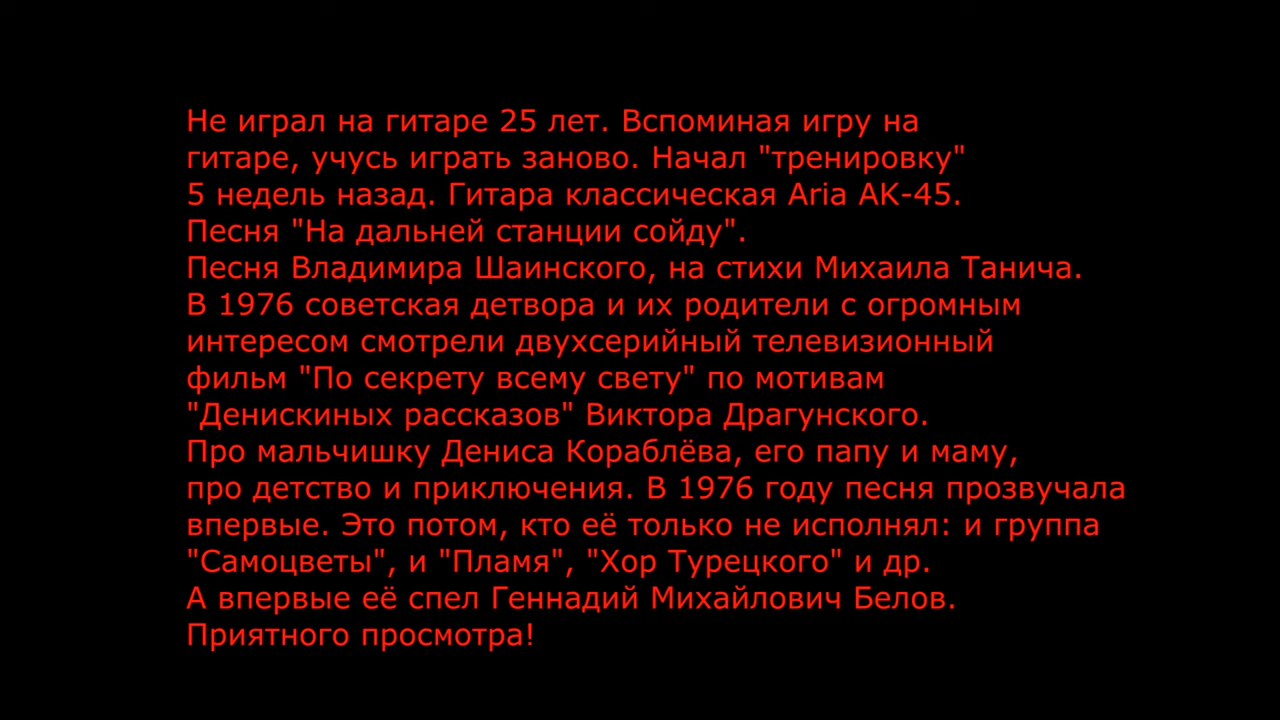 Не играл на гитаре 25 лет. Вспоминая игру на
гитаре, учусь играть заново. Начал "тренировку"
5 недель назад. Гитара классическая Aria AK-45.
Песня "На дальней станции сойду".
Песня Владимира Шаинского, на стихи Михаила Танича.
В 1976 советская детвора и их родители с огромным
интересом смотрели двухсерийный телевизионный
фильм "По секрету всему свету" по мотивам
"Денискиных рассказов" Виктора Драгунского.
Про мальчишку Дениса Кораблёва, его папу и маму,
про детство и приключения. В 1976 году песня прозвучала
впервые. Это потом, кто её только не исполнял: и группа
"Самоцветы", и "Пламя", "Хор Турецкого" и др.
А впервые её спел Геннадий Михайлович Белов.
Приятного просмотра!